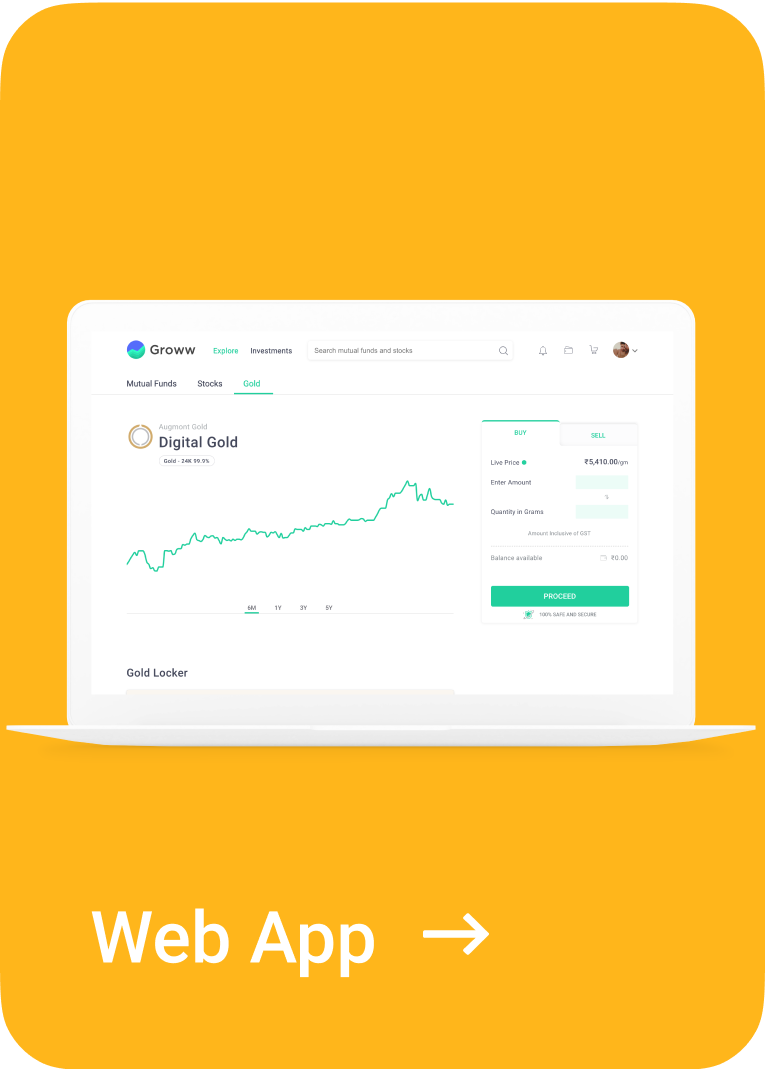 Groww Explore Investments Search mutual funds and stocks
Mutual Funds Stocks Gold
Augmont Gold
Digital Gold
Gold - 24K 99.9%
6M 1Y 3Y 5Y
BUY SELL
Live Price ₹5,410.00/gm
Enter Amount
Quantity in Grams
Amount Inclusive of GST
Balance available ₹0.00
PROCEED
100% SAFE AND SECURE
Gold Locker
Web App →